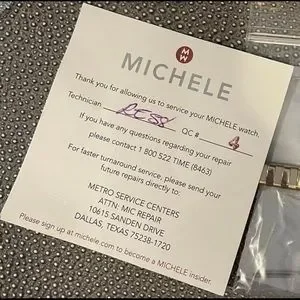 MW
MICHELE
Thank you for allowing us to service your MICHELE watch.
Technician RESS QC # 4
If you have any questions regarding your repair
please contact 1 800 522 TIME (8463)
For faster turnaround service, please send your
future repairs directly to:
METRO SERVICE CENTERS
ATTN: MIC REPAIR
10615 SANDEN DRIVE
DALLAS, TEXAS 75238-1720
Please sign up at michele.com to become a MICHELE insider.